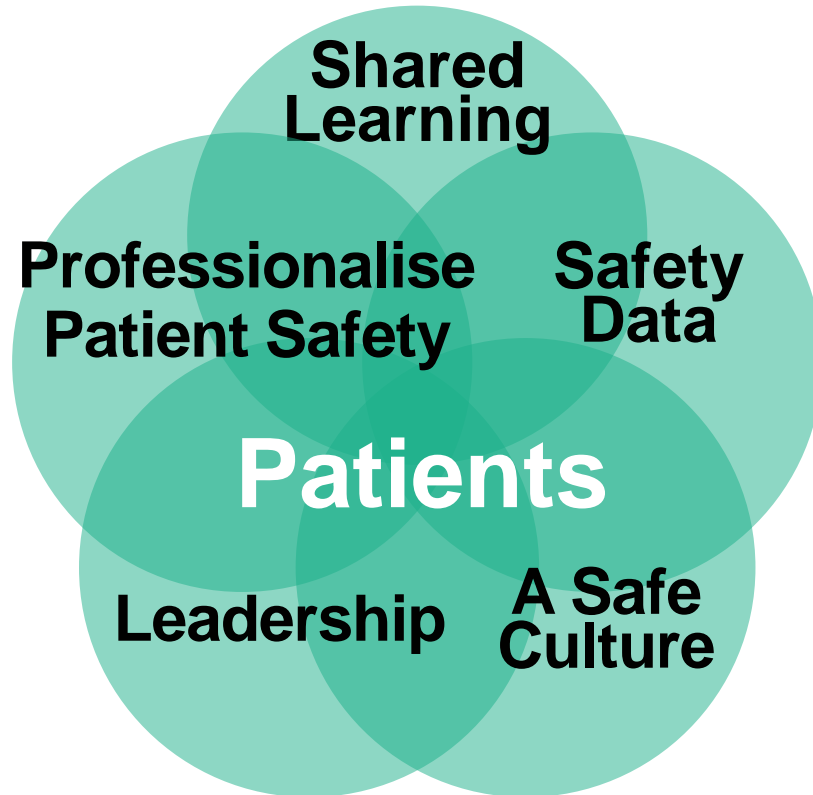 Shared
Learning
Professionalise
Patient Safety
Safety
Data
Patients
Leadership
A Safe
Culture